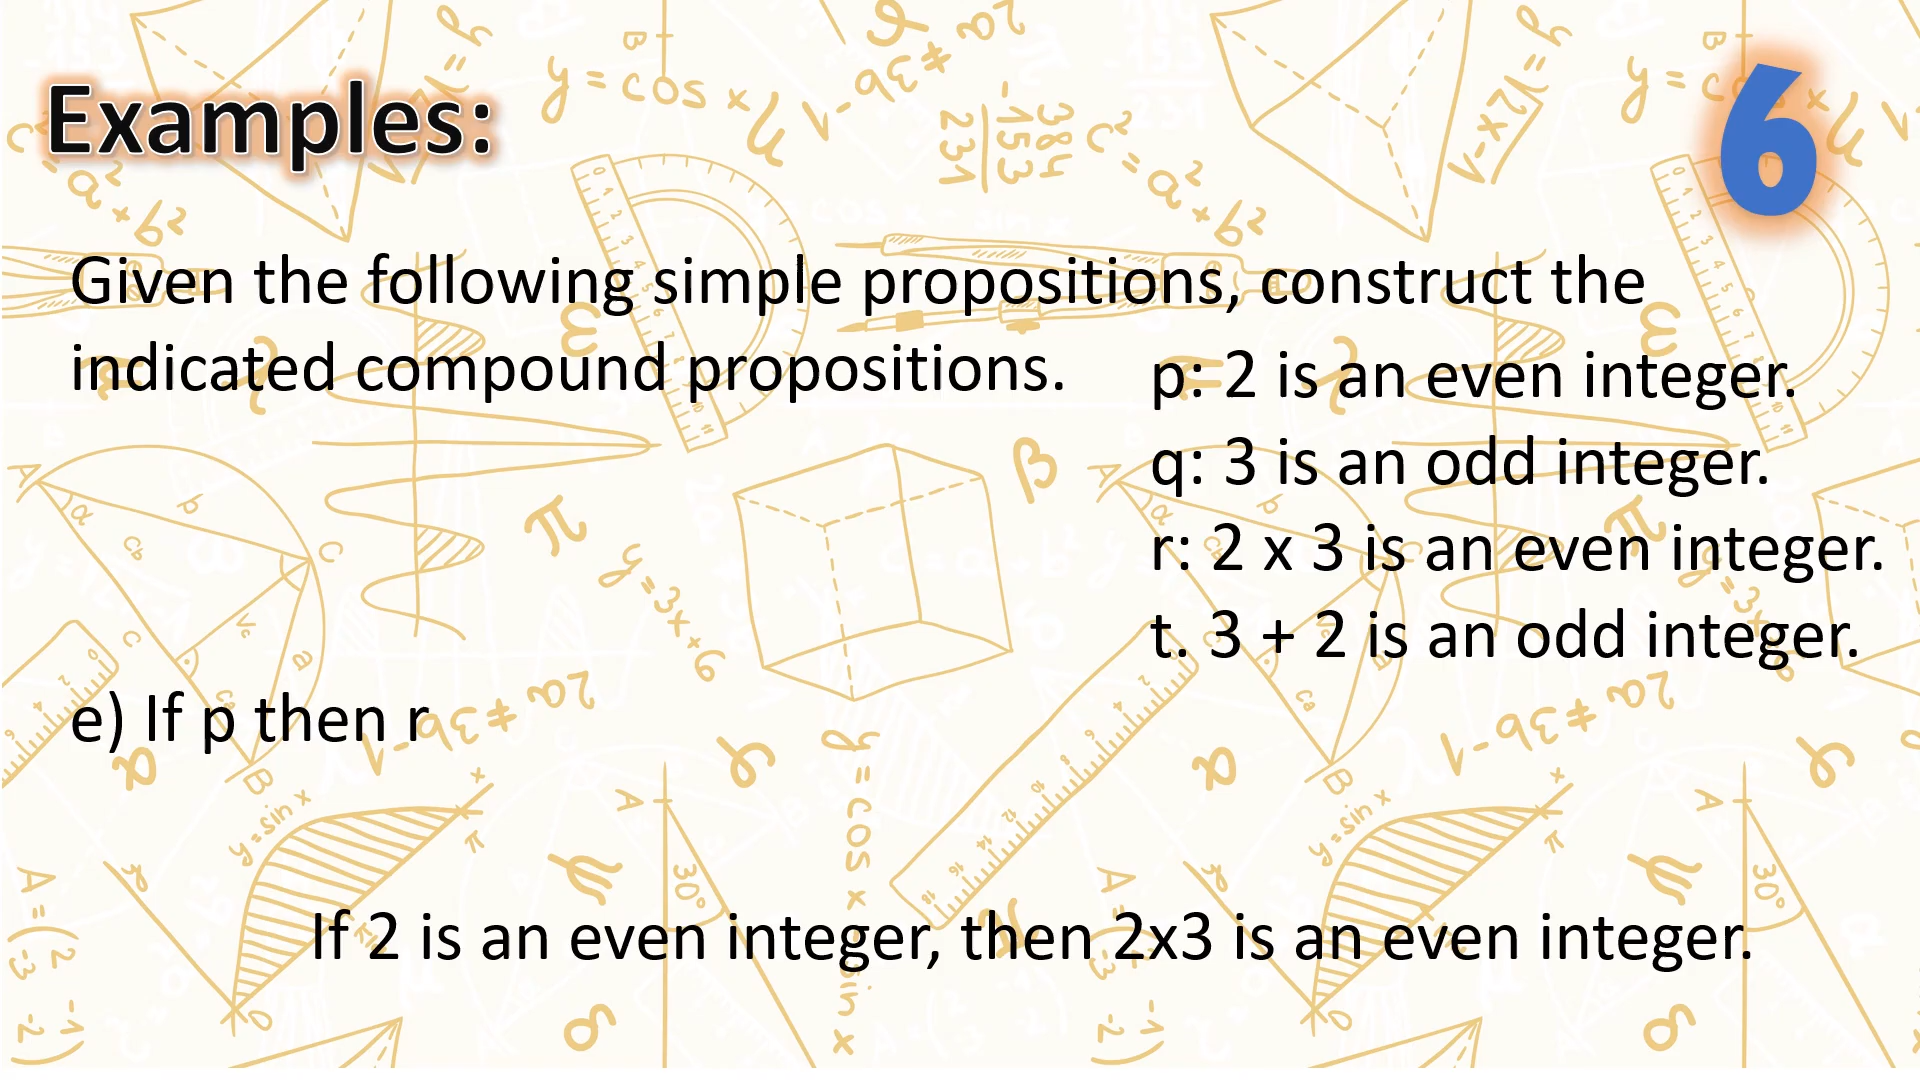 Examples:
6
Given the following simple propositions, construct the
indicated compound propositions.
p: 2 is an even integer.
q: 3 is an odd integer.
r: 2 x 3 is an even integer.
t. 3 + 2 is an odd integer.
e) If p then r
If 2 is an even integer, then 2x3 is an even integer.